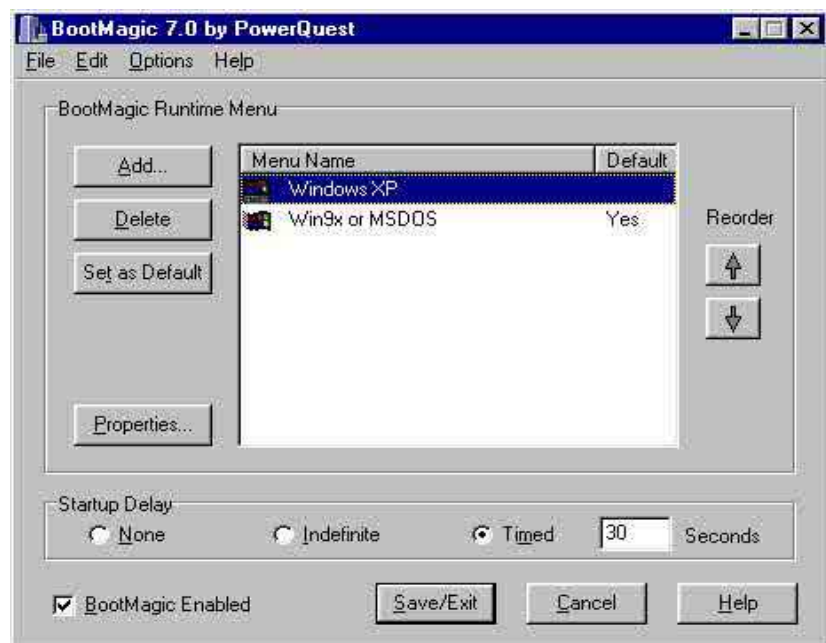 BootMagic 7.0 by PowerQuest
File Edit Options Help
BootMagic Runtime Menu
Add...
Delete
Set as Default
Properties...
Menu Name Default
Windows XP
Win9x or MSDOS Yes
Reorder
Startup Delay
None Indefinite Timed 30 Seconds
BootMagic Enabled Save/Exit Cancel Help